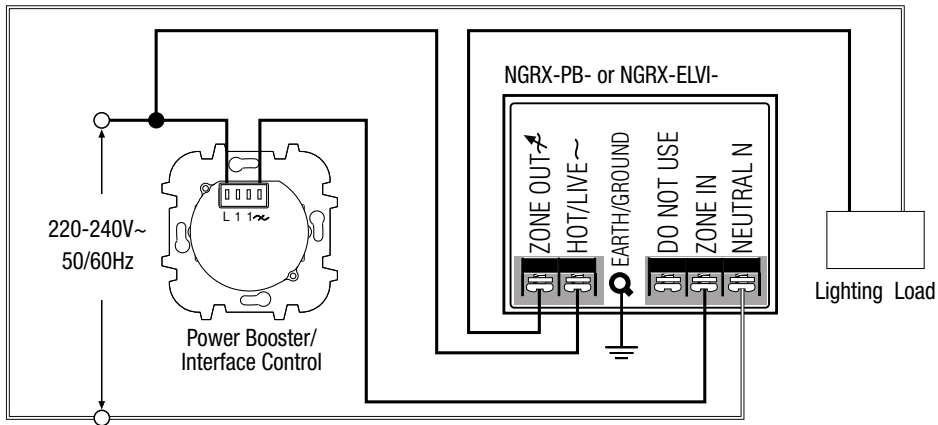 NGRX-PB- or NGRX-ELVI-
ZONE OUT
HOT/LIVE ~
EARTH/GROUND
DO NOT USE
ZONE IN
NEUTRAL N
L 1 1
220-240V~
50/60Hz
Power Booster/
Interface Control
Lighting Load